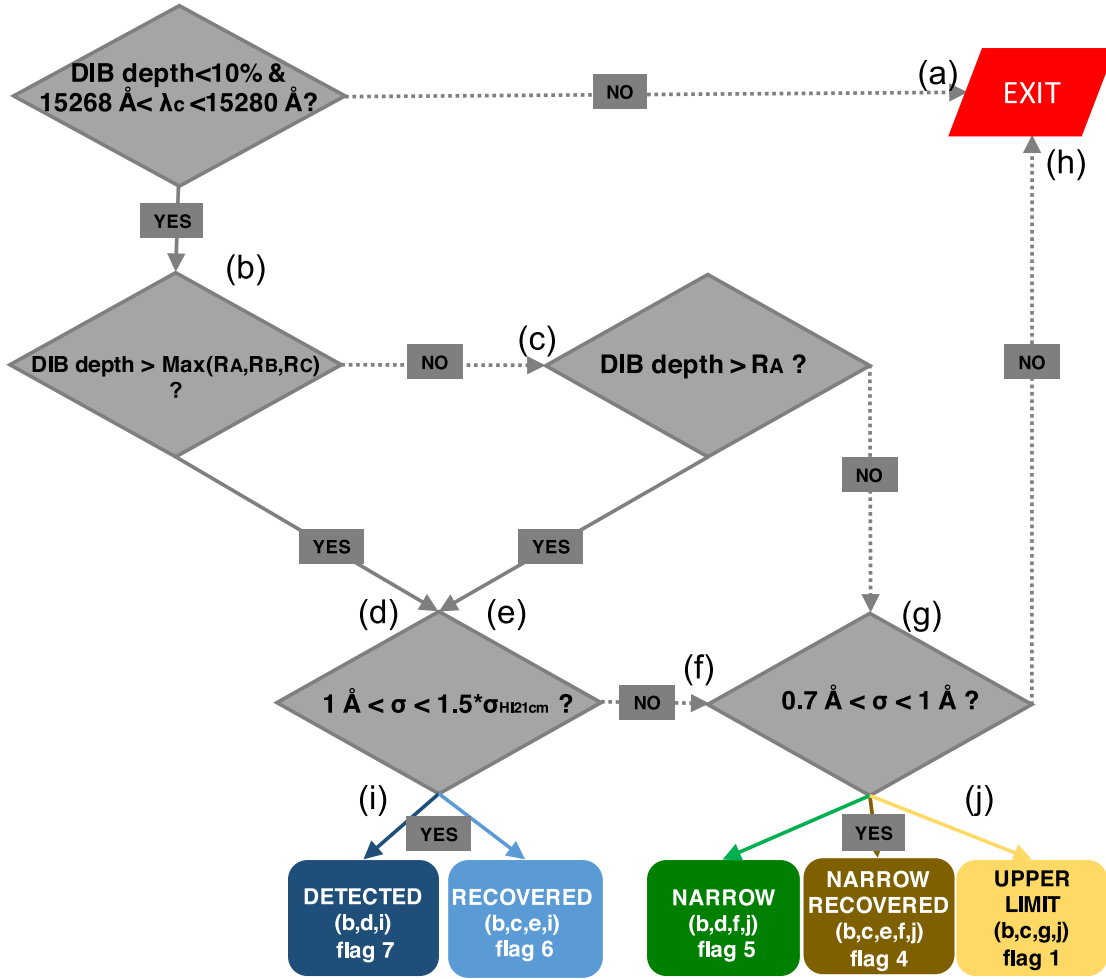 DIB depth<10% &
15268 Å< λc <15280 Å?
NO
(a)
EXIT
(h)
YES
(b)
DIB depth > Max(RA,RB,RC)
?
NO
(c)
DIB depth > RA ?
NO
NO
YES
YES
(d)
(e)
(g)
1 Å < σ < 1.5*σHI21cm ?
NO
(f)
0.7 Å < σ < 1 Å ?
(i)
YES
YES
(j)
DETECTED
(b,d,i)
flag 7
RECOVERED
(b,c,e,i)
flag 6
NARROW
(b,d,f,j)
flag 5
NARROW
RECOVERED
(b,c,e,f,j)
flag 4
UPPER
LIMIT
(b,c,g,j)
flag 1